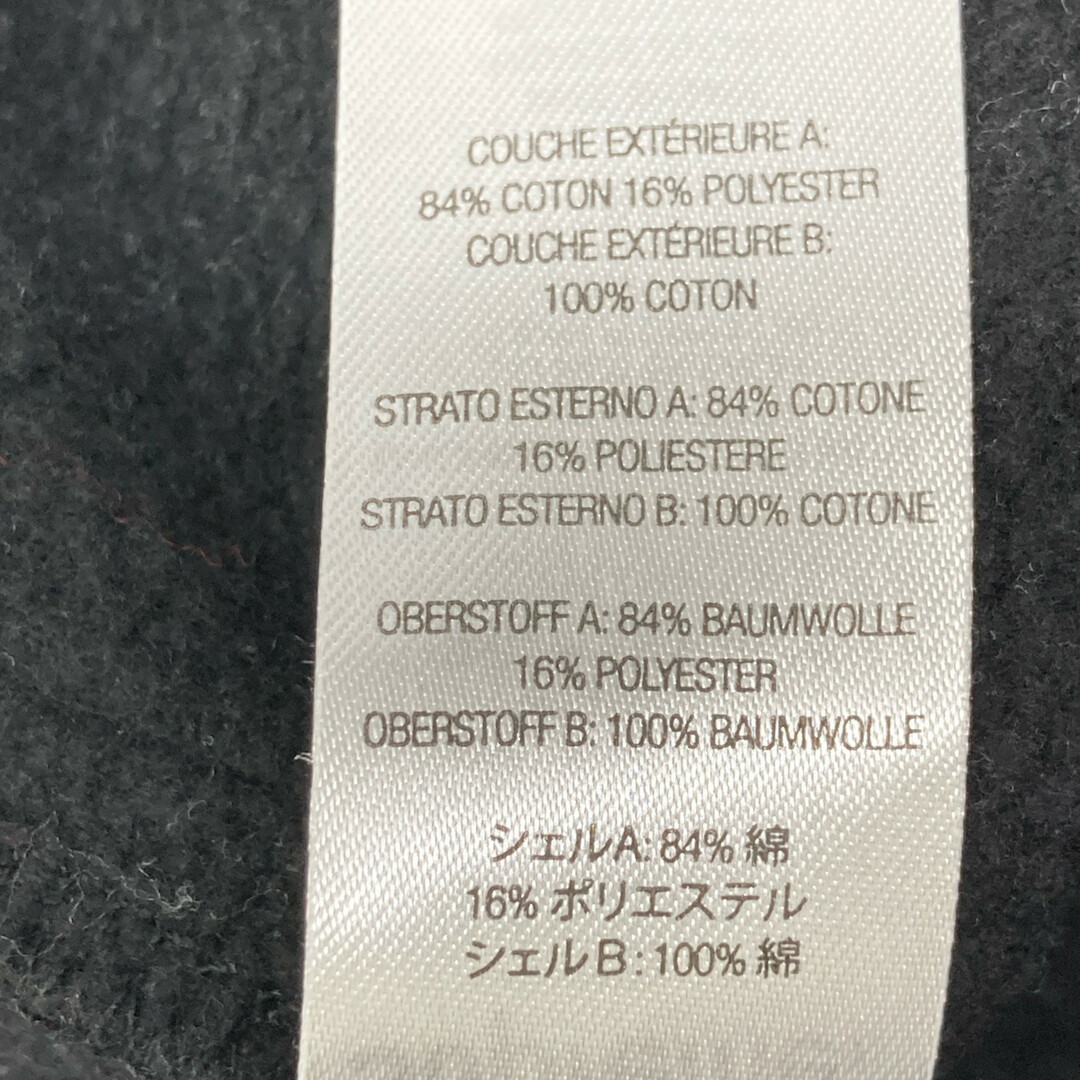 COUCHE EXTÉRIEURE A:
84% COTON 16% POLYESTER
COUCHE EXTÉRIEURE B:
100% COTON
STRATO ESTERNO A: 84% COTONE
16% POLIESTERE
STRATO ESTERNO B: 100% COTONE
OBERSTOFF A: 84% BAUMWOLLE
16% POLYESTER
OBERSTOFF B: 100% BAUMWOLLE
シェルA: 84% 綿
16% ポリエステル
シェルB : 100% 綿